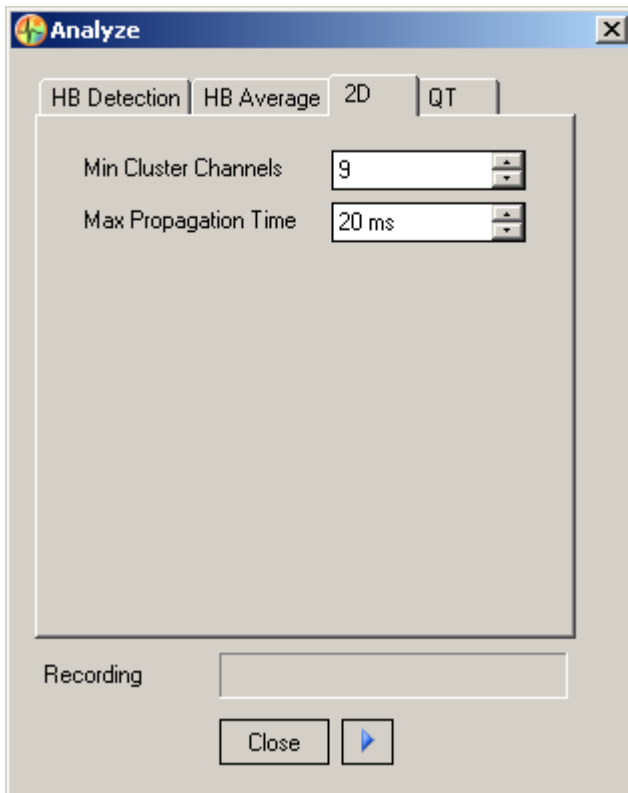 Analyze
HB Detection HB Average 2D QT
Min Cluster Channels 9
Max Propagation Time 20 ms
Recording
Close